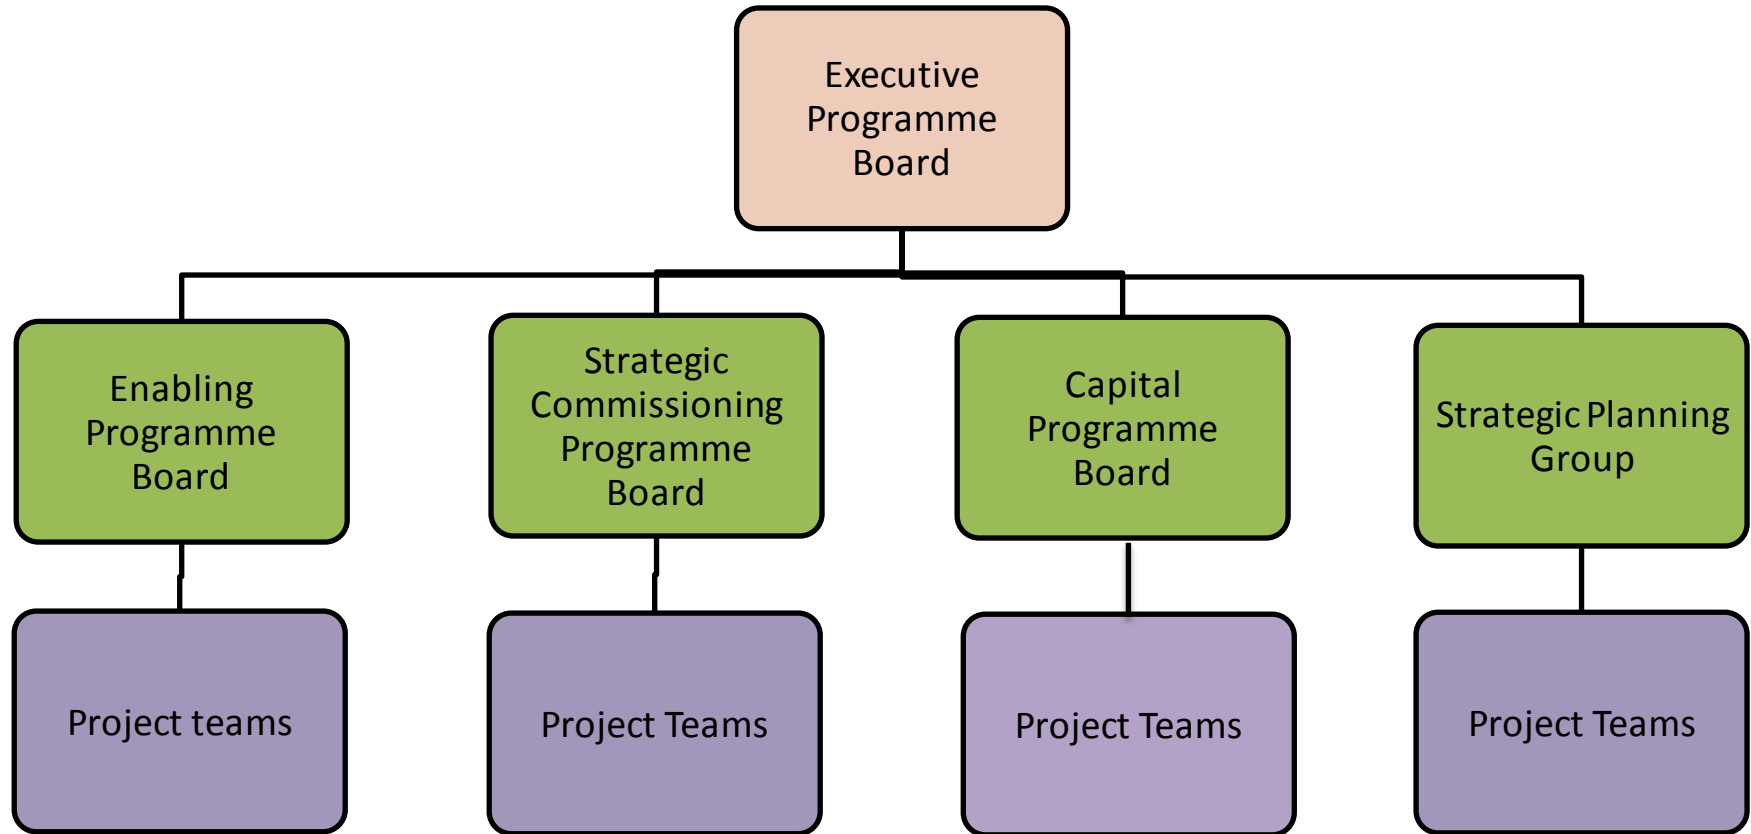 Executive
Programme
Board
Enabling
Programme
Board
Strategic
Commissioning
Programme
Board
Capital
Programme
Board
Strategic Planning
Group
Project teams
Project Teams
Project Teams
Project Teams